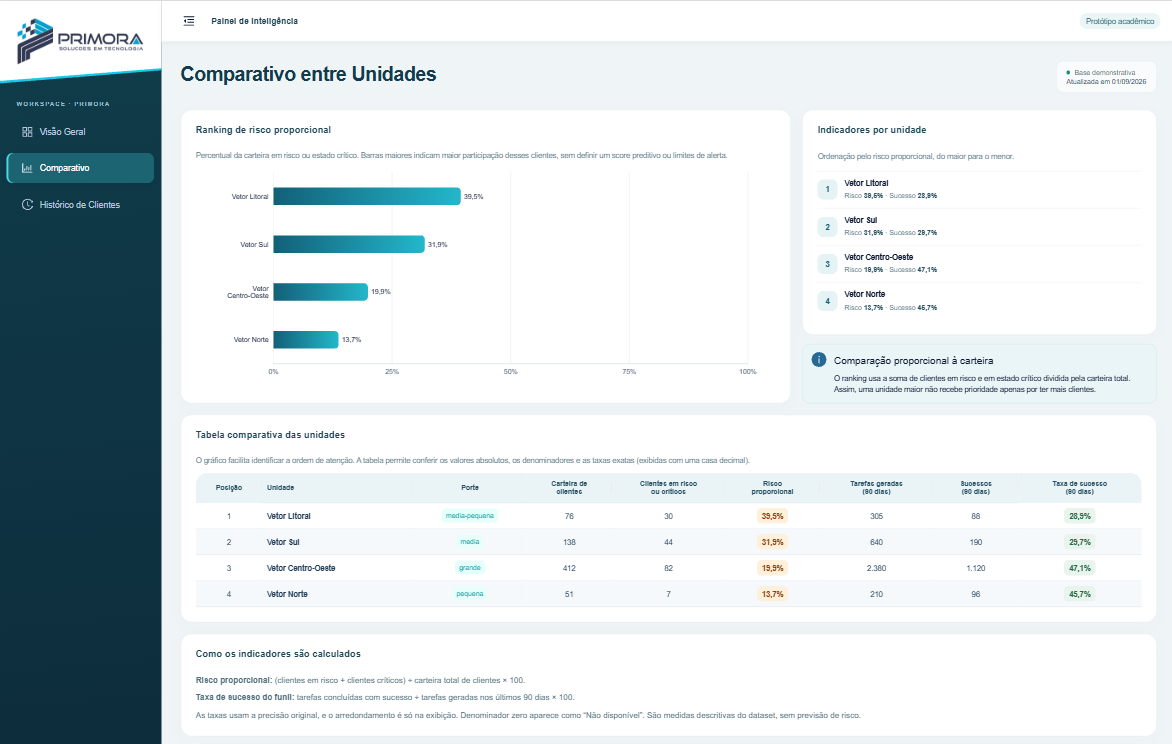 PRIMORA
SOLUÇÕES EM TECNOLOGIA
WORKSPACE · PRIMORA
Visão Geral
Comparativo
Histórico de Clientes
Painel de Inteligência
Protótipo acadêmico
Comparativo entre Unidades
Base demonstrativa
Atualizada em 01/09/2026
Ranking de risco proporcional
Percentual da carteira em risco ou estado crítico. Barras maiores indicam maior participação desses clientes, sem definir um score preditivo ou limites de alerta.
Vetor Litoral
39,5%
Vetor Sul
31,9%
Vetor
Centro-Oeste
19,9%
Vetor Norte
13,7%
0% 25% 50% 75% 100%
Indicadores por unidade
Ordenação pelo risco proporcional, do maior para o menor.
1
Vetor Litoral
Risco 39,5% · Sucesso 28,9%
2
Vetor Sul
Risco 31,9% · Sucesso 29,7%
3
Vetor Centro-Oeste
Risco 19,9% · Sucesso 47,1%
4
Vetor Norte
Risco 13,7% · Sucesso 45,7%
Comparação proporcional à carteira
O ranking usa a soma de clientes em risco e em estado crítico dividida pela carteira total.
Assim, uma unidade maior não recebe prioridade apenas por ter mais clientes.
Tabela comparativa das unidades
O gráfico facilita identificar a ordem de atenção. A tabela permite conferir os valores absolutos, os denominadores e as taxas exatas (exibidas com uma casa decimal).
Posição Unidade Porte Carteira de clientes Clientes em risco ou críticos Risco proporcional Tarefas geradas (90 dias) Sucessos (90 dias) Taxa de sucesso (90 dias)
1 Vetor Litoral media-pequena 76 30 39,5% 305 88 28,9%
2 Vetor Sul media 138 44 31,9% 640 190 29,7%
3 Vetor Centro-Oeste grande 412 82 19,9% 2.380 1.120 47,1%
4 Vetor Norte pequena 51 7 13,7% 210 96 45,7%
Como os indicadores são calculados
Risco proporcional: (clientes em risco + clientes críticos) ÷ carteira total de clientes × 100.
Taxa de sucesso do funil: tarefas concluídas com sucesso ÷ tarefas geradas nos últimos 90 dias × 100.
As taxas usam a precisão original, e o arredondamento é só na exibição. Denominador zero aparece como "Não disponível". São medidas descritivas do dataset, sem previsão de risco.